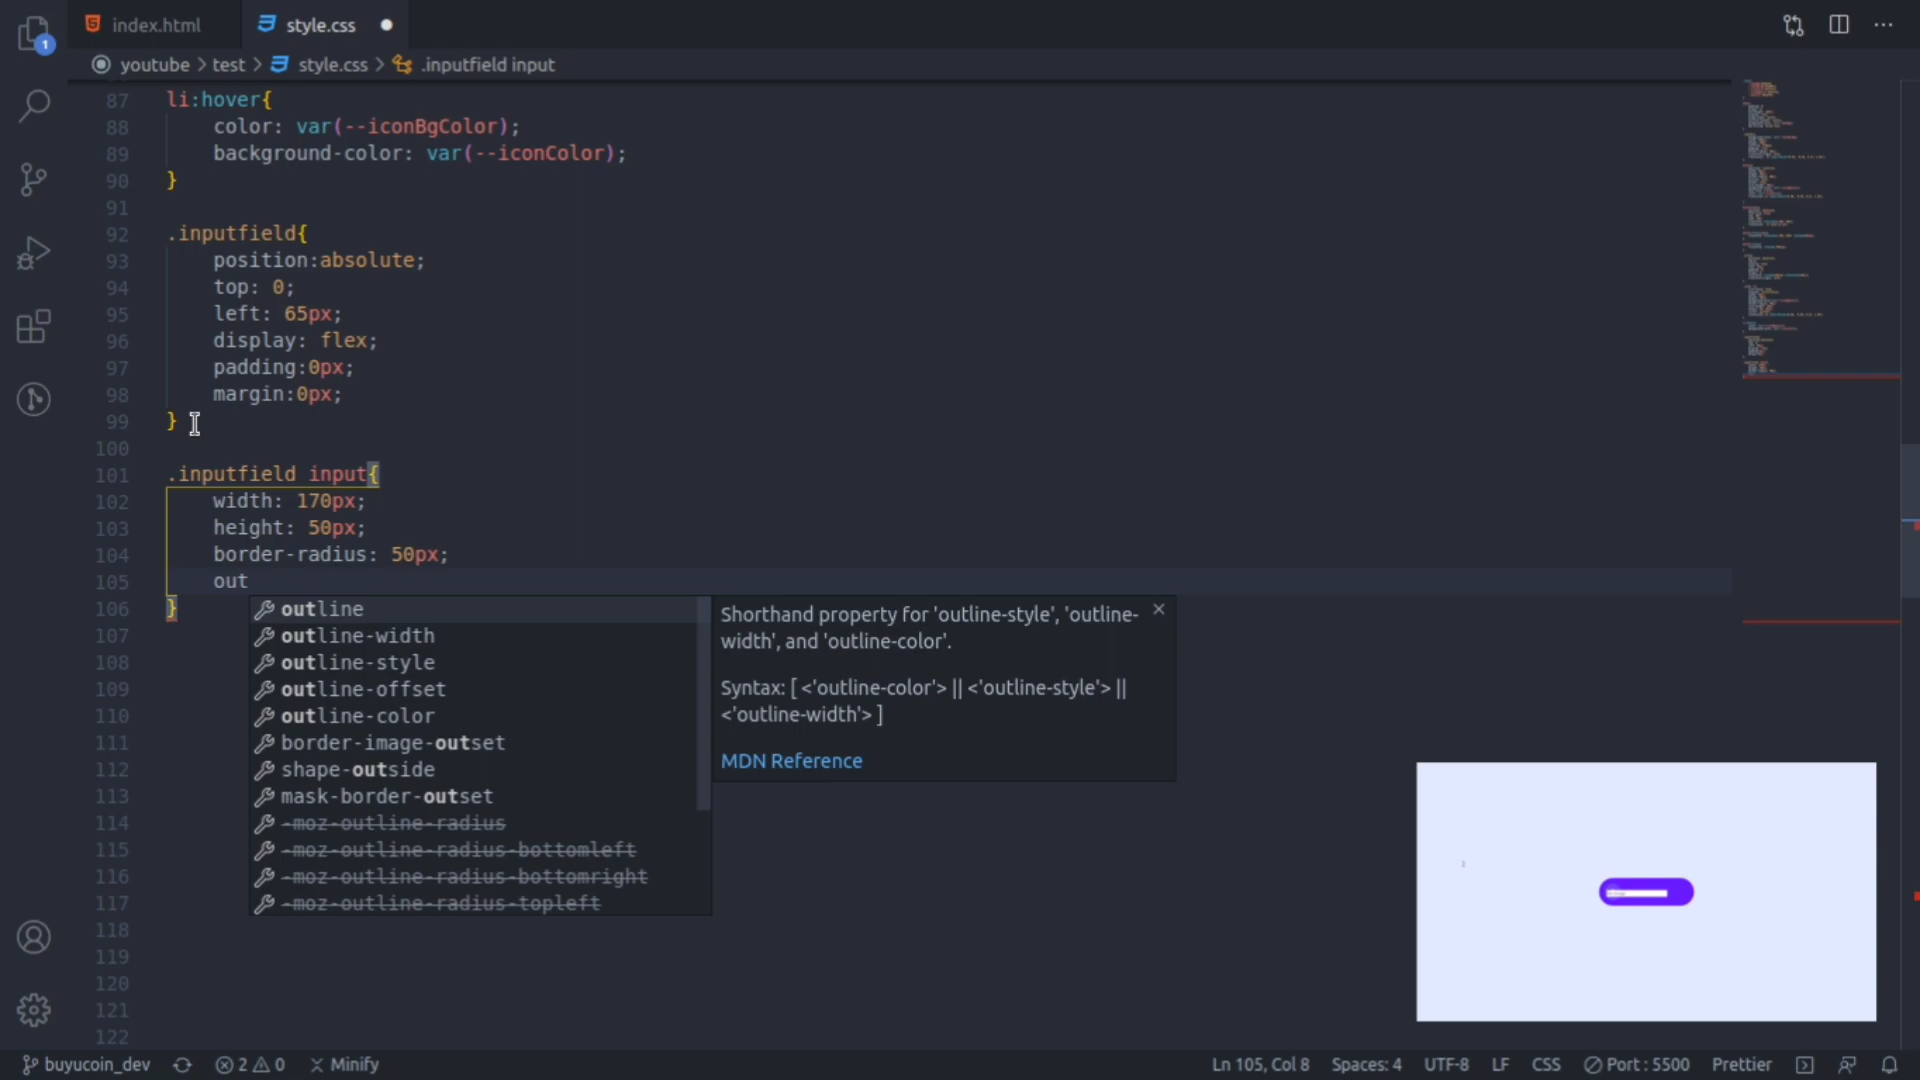 index.html
style.css
1
youtube > test > style.css > .inputfield input
87 li:hover{
88 color: var(--iconBgColor);
89 background-color: var(--iconColor);
90 }
91
92 .inputfield{
93 position:absolute;
94 top: 0;
95 left: 65px;
96 display: flex;
97 padding:0px;
98 margin:0px;
99 }
100
101 .inputfield input{
102 width: 170px;
103 height: 50px;
104 border-radius: 50px;
105 out
106 }
107
108
109
110
111
112
113
114
115
116
117
118
119
120
121
122
outline
outline-width
outline-style
outline-offset
outline-color
border-image-outset
shape-outside
mask-border-outset
-moz-outline-radius
-moz-outline-radius-bottomleft
-moz-outline-radius-bottomright
-moz-outline-radius-topleft
Shorthand property for 'outline-style', 'outline-
width', and 'outline-color'.
Syntax: [ <'outline-color'> || <'outline-style'> ||
<'outline-width'> ]
MDN Reference
buyucoin_dev 2 0 Minify Ln 105, Col 8 Spaces: 4 UTF-8 LF CSS Port : 5500 Prettier